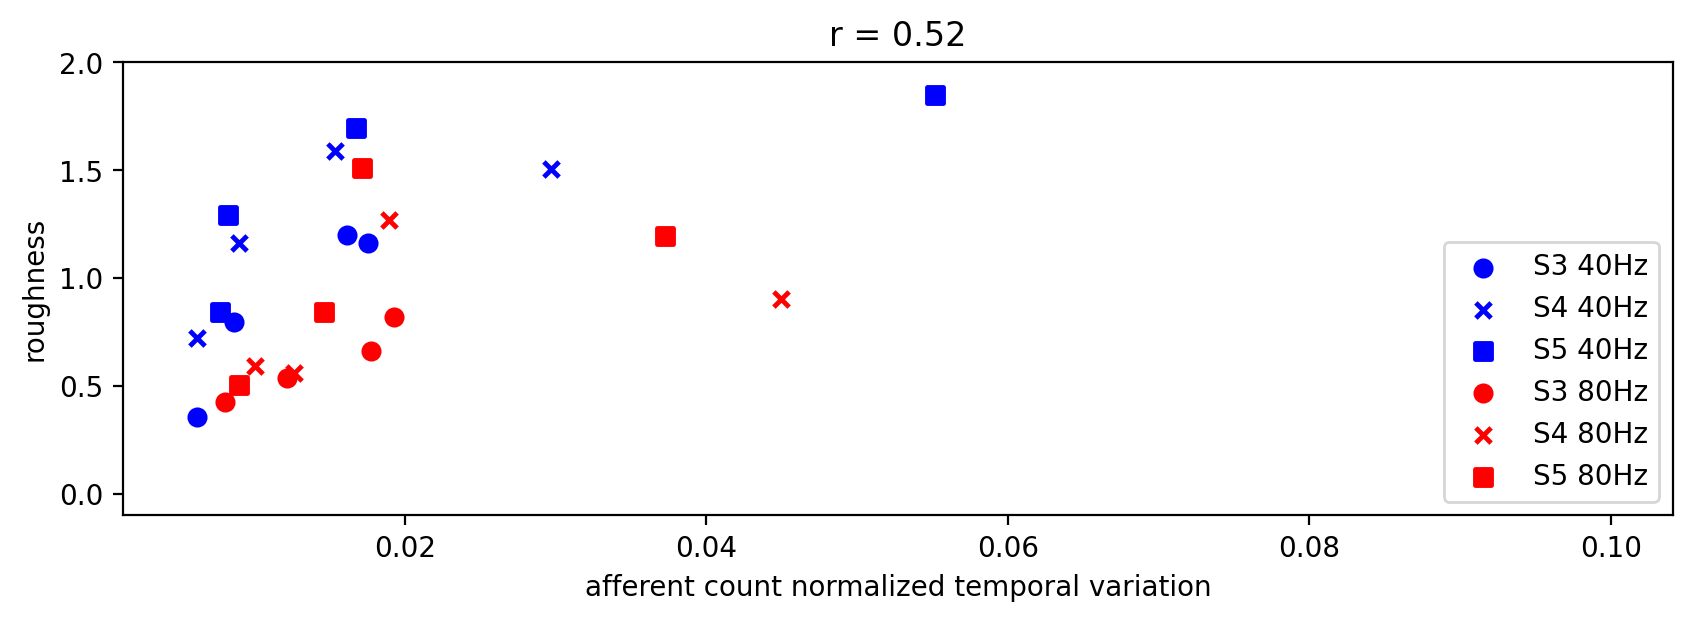 r = 0.52
2.0
1.5
1.0
0.5
0.0
roughness
S3 40Hz
S4 40Hz
S5 40Hz
S3 80Hz
S4 80Hz
S5 80Hz
0.02 0.04 0.06 0.08 0.10
afferent count normalized temporal variation